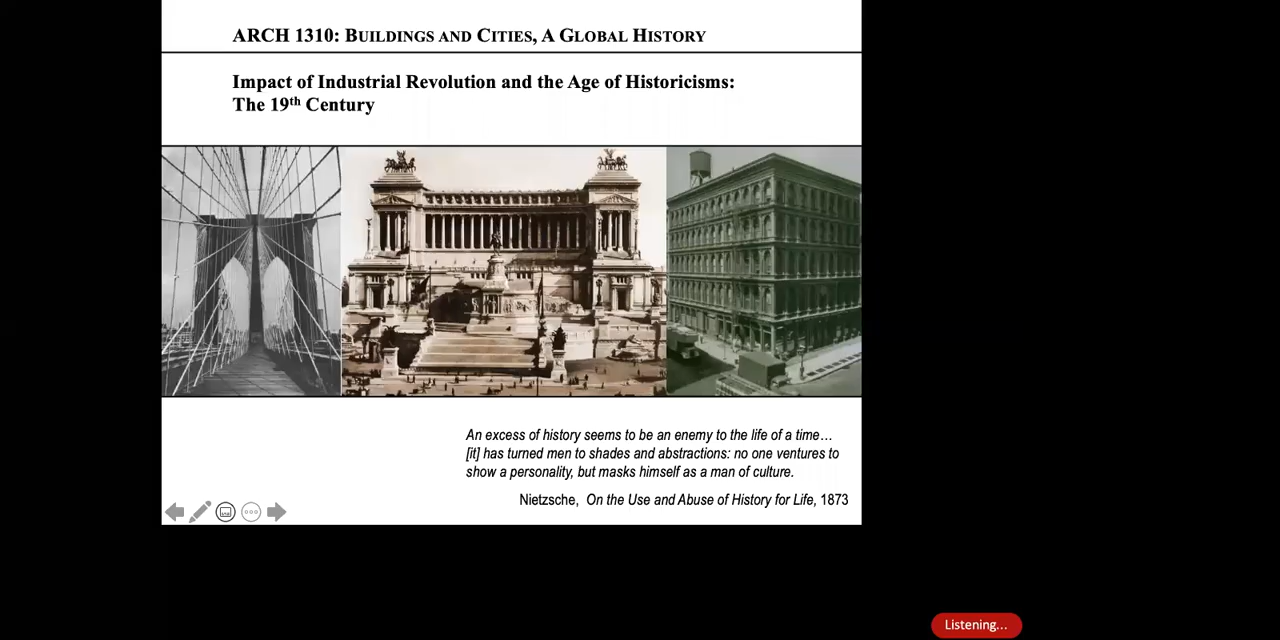 ARCH 1310: BUILDINGS AND CITIES, A GLOBAL HISTORY
Impact of Industrial Revolution and the Age of Historicisms:
The 19th Century
An excess of history seems to be an enemy to the life of a time…
[it] has turned men to shades and abstractions: no one ventures to
show a personality, but masks himself as a man of culture.
Nietzsche, On the Use and Abuse of History for Life, 1873
Listening...